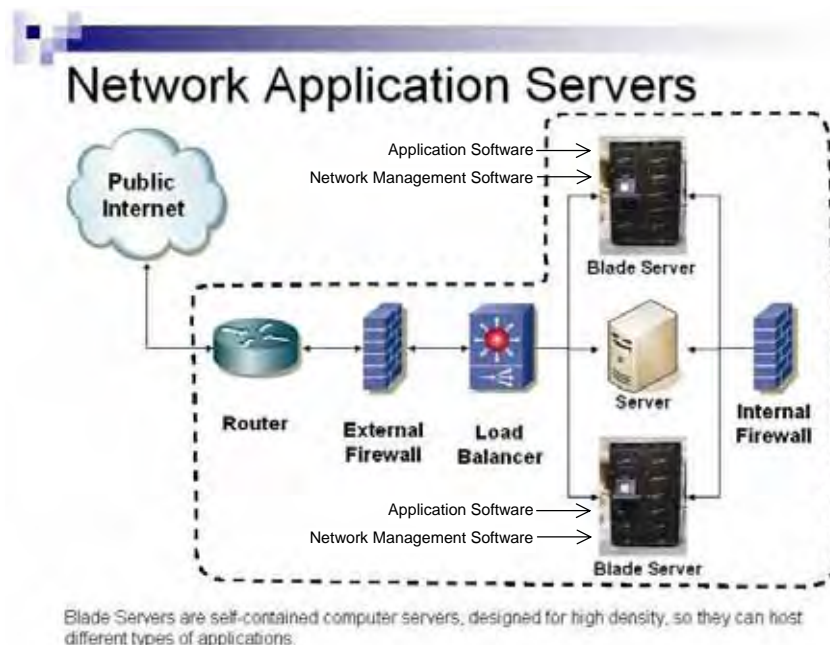 Network Application Servers
Public
Internet
Application Software
Network Management Software
Blade Server
Router
External
Firewall
Load
Balancer
Server
Internal
Firewall
Application Software
Network Management Software
Blade Server
Blade Servers are self-contained computer servers, designed for high density, so they can host
different types of applications.